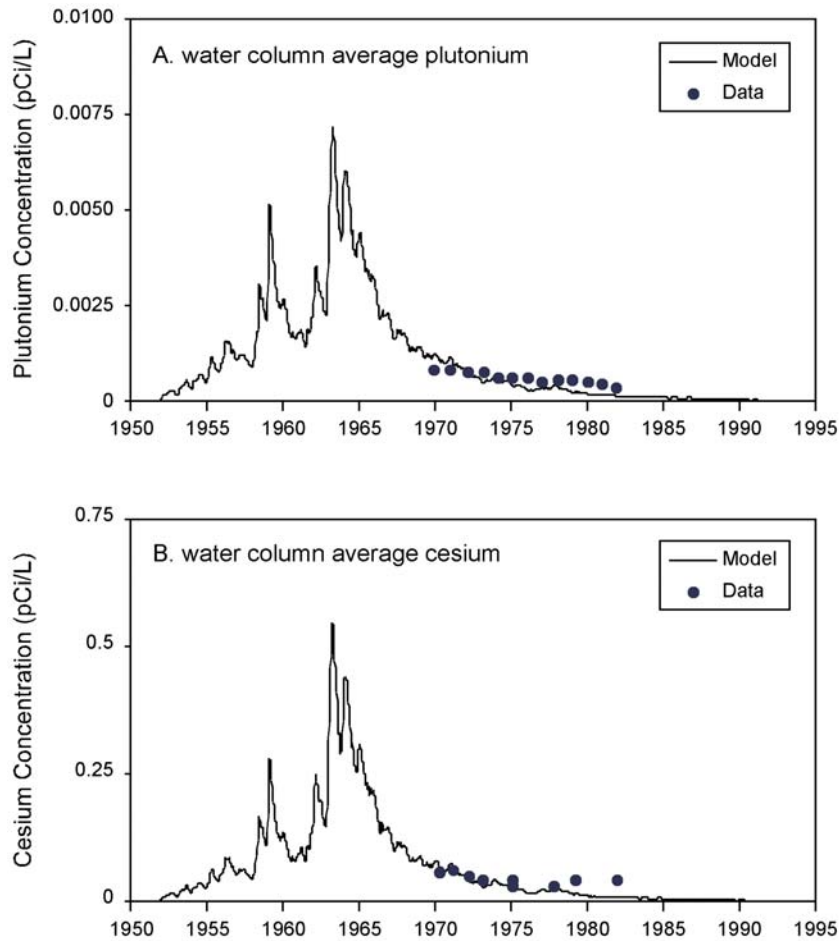 0.0100
A. water column average plutonium
Model
Data
0.0075
0.0050
0.0025
0
Plutonium Concentration (pCi/L)
1950 1955 1960 1965 1970 1975 1980 1985 1990 1995
0.75
B. water column average cesium
Model
Data
0.5
0.25
0
Cesium Concentration (pCi/L)
1950 1955 1960 1965 1970 1975 1980 1985 1990 1995